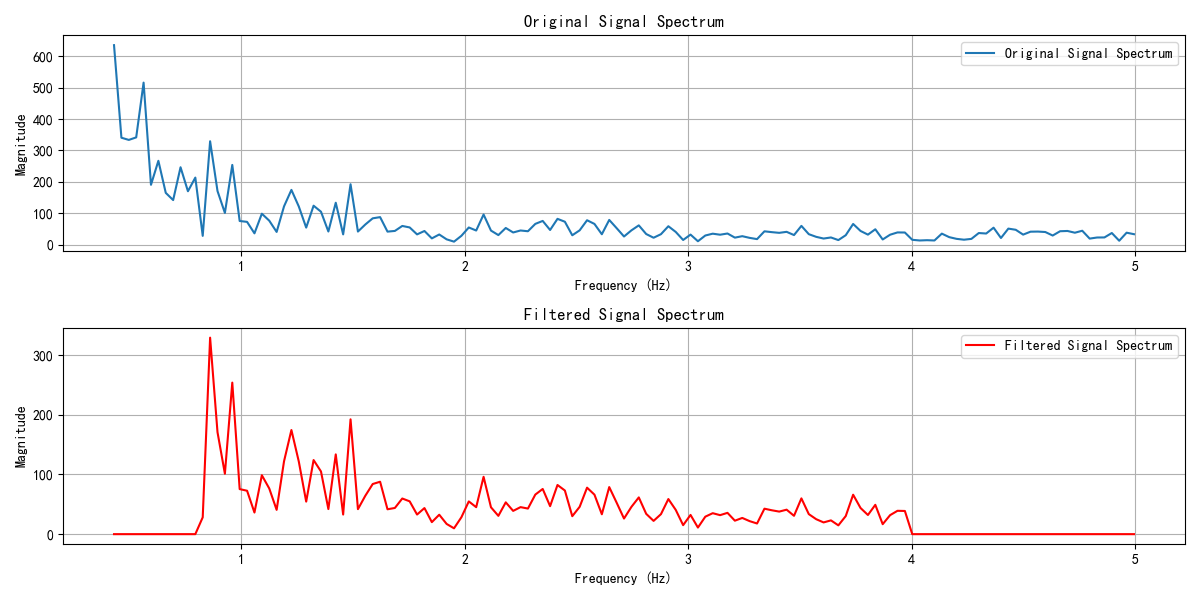 Original Signal Spectrum
Original Signal Spectrum
Magnitude
600
500
400
300
200
100
0
1
2
3
4
5
Frequency (Hz)
Filtered Signal Spectrum
Filtered Signal Spectrum
Magnitude
300
200
100
0
1
2
3
4
5
Frequency (Hz)